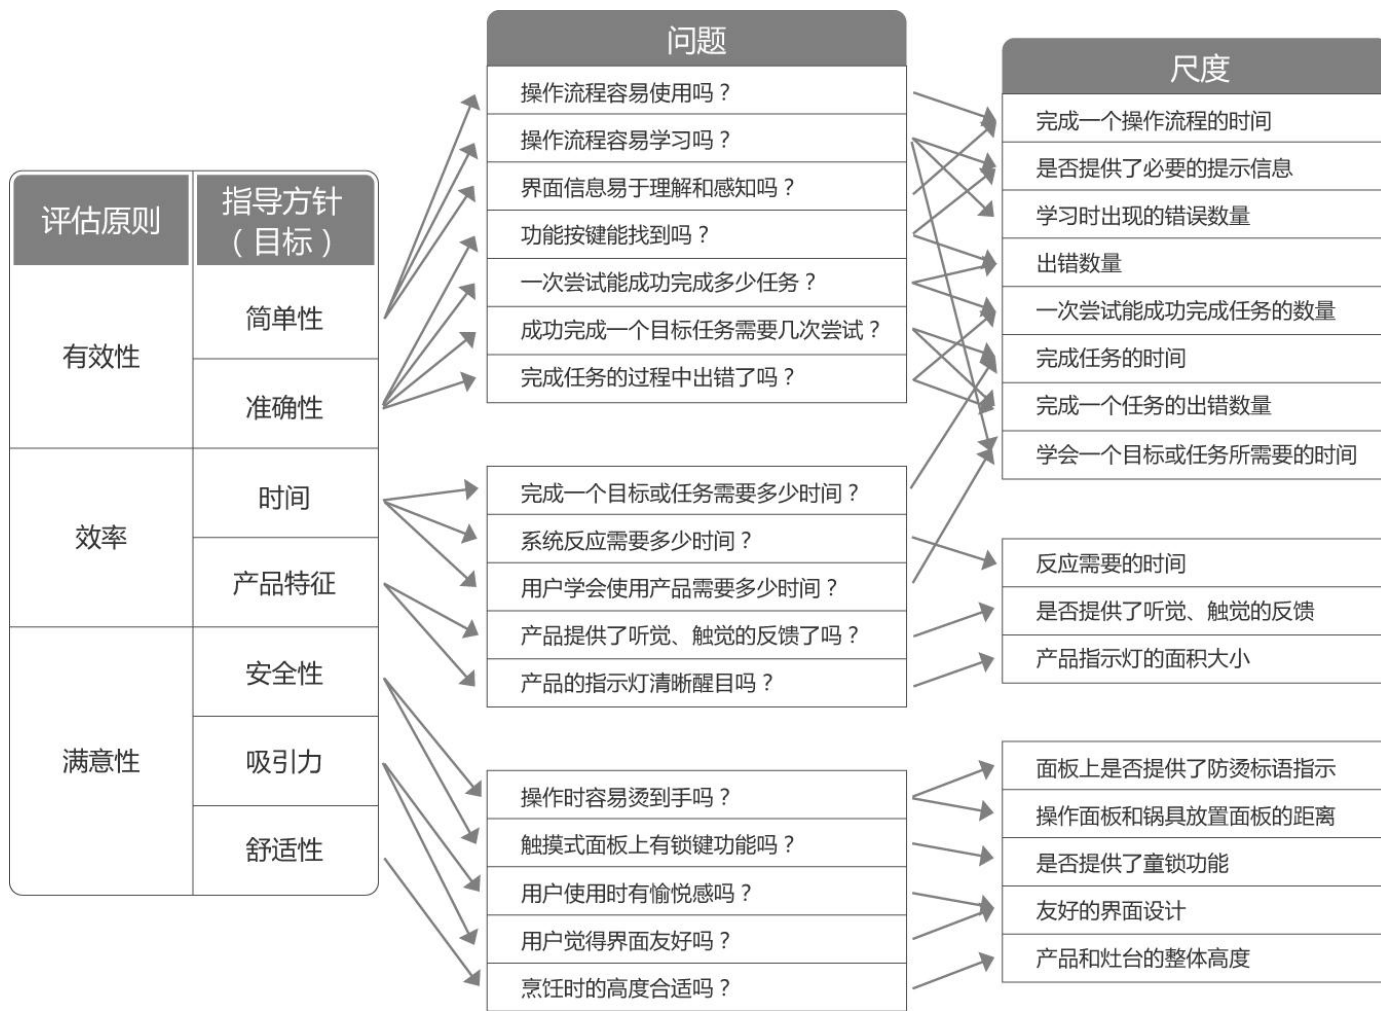 评估原则
指导方针
（目标）
有效性
简单性
准确性
效率
时间
产品特征
满意性
安全性
吸引力
舒适性
问题
操作流程容易使用吗？
操作流程容易学习吗？
界面信息易于理解和感知吗？
功能按键能找到吗？
一次尝试能成功完成多少任务？
成功完成一个目标任务需要几次尝试？
完成任务的过程中出错了吗？
完成一个目标或任务需要多少时间？
系统反应需要多少时间？
用户学会使用产品需要多少时间？
产品提供了听觉、触觉的反馈了吗？
产品的指示灯清晰醒目吗？
操作时容易烫到手吗？
触摸式面板上有锁键功能吗？
用户使用时有愉悦感吗？
用户觉得界面友好吗？
烹饪时的高度合适吗？
尺度
完成一个操作流程的时间
是否提供了必要的提示信息
学习时出现的错误数量
出错数量
一次尝试能成功完成任务的数量
完成任务的时间
完成一个任务的出错数量
学会一个目标或任务所需要的时间
反应需要的时间
是否提供了听觉、触觉的反馈
产品指示灯的面积大小
面板上是否提供了防烫标语指示
操作面板和锅具放置面板的距离
是否提供了童锁功能
友好的界面设计
产品和灶台的整体高度